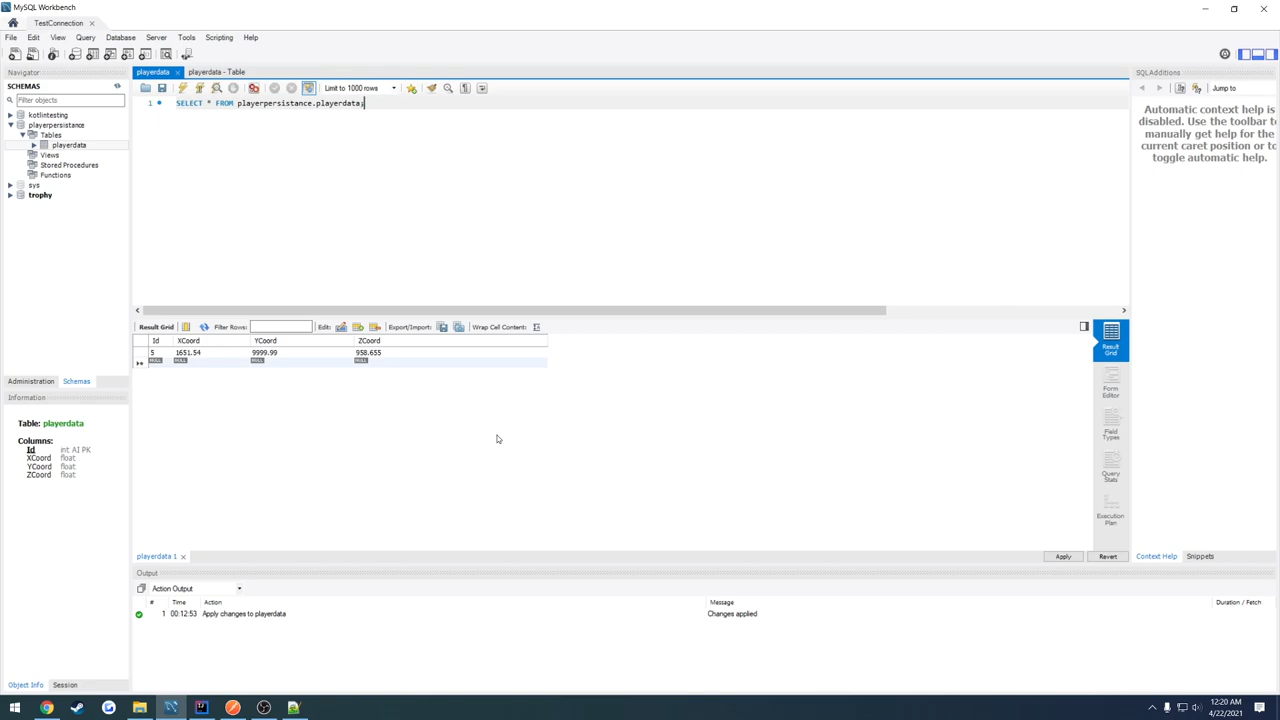 MySQL Workbench
TestConnection
File Edit View Query Database Server Tools Scripting Help
Navigator
SCHEMAS
Filter objects
kotlintesting
playerpersistance
Tables
playerdata
Views
Stored Procedures
Functions
sys
trophy
Administration Schemas
Information
Table: playerdata
Columns:
Id int AI PK
XCoord float
YCoord float
ZCoord float
Object Info Session
playerdata playerdata - Table
Limit to 1000 rows
1 SELECT * FROM playerpersistance.playerdata;
Result Grid Filter Rows: Edit: Export/Import: Wrap Cell Content:
Id XCoord YCoord ZCoord
5 1651.54 9999.99 958.655
NULL NULL NULL NULL
Result Grid
Form Editor
Field Types
Query Stats
Execution Plan
playerdata 1 Apply Revert
Output
Action Output
# Time Action Message Duration / Fetch
1 00:12:53 Apply changes to playerdata Changes applied
SQLAdditions
Jump to
Automatic context help is
disabled. Use the toolbar to
manually get help for the
current caret position or to
toggle automatic help.
Context Help Snippets
12:20 AM
4/22/2021